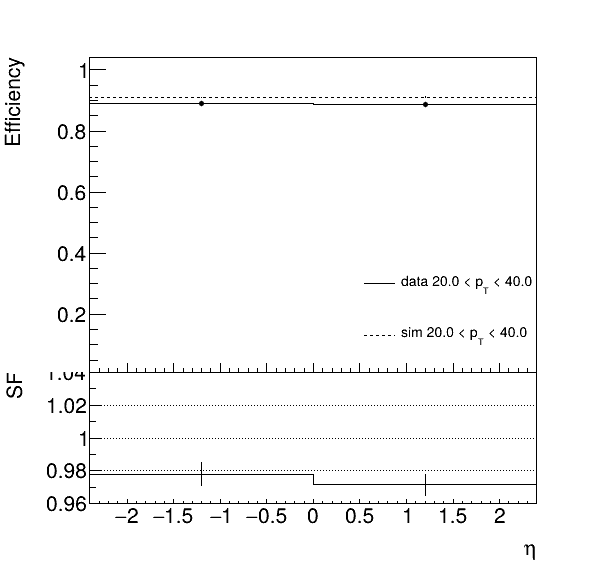 Efficiency
1
0.8
0.6
0.4
0.2
data 20.0 < p_T < 40.0
sim 20.0 < p_T < 40.0
SF
1.04
1.02
1
0.98
0.96
−2 −1.5 −1 −0.5 0 0.5 1 1.5 2
η